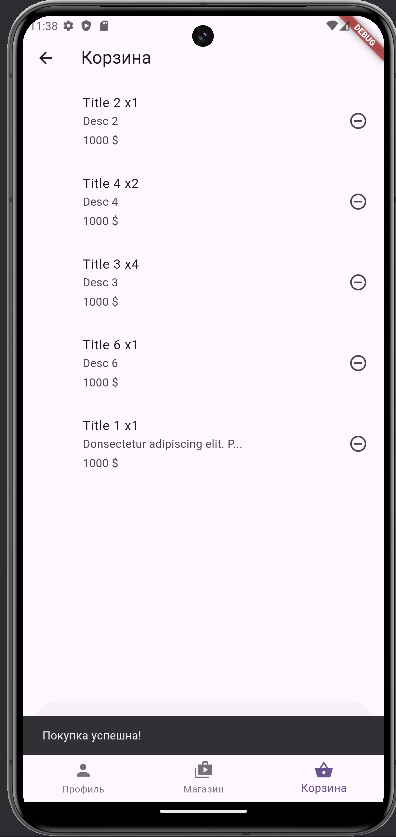 11:38
DEBUG
Корзина
Title 2 x1
Desc 2
1000 $
Title 4 x2
Desc 4
1000 $
Title 3 x4
Desc 3
1000 $
Title 6 x1
Desc 6
1000 $
Title 1 x1
Donsectetur adipiscing elit. P...
1000 $
Покупка успешна!
Профиль
Магазин
Корзина